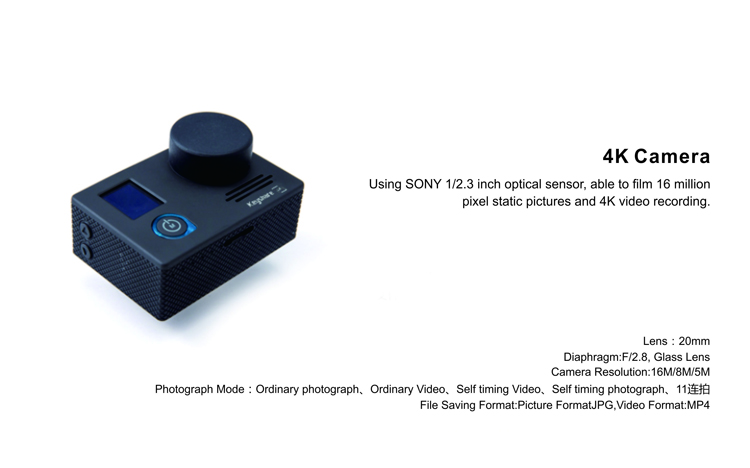 4K Camera
Using SONY 1/2.3 inch optical sensor, able to film 16 million
pixel static pictures and 4K video recording.
Keyshare
M
Lens：20mm
Diaphragm:F/2.8, Glass Lens
Camera Resolution:16M/8M/5M
Photograph Mode：Ordinary photograph、Ordinary Video、Self timing Video、Self timing photograph、11连拍
File Saving Format:Picture FormatJPG,Video Format:MP4